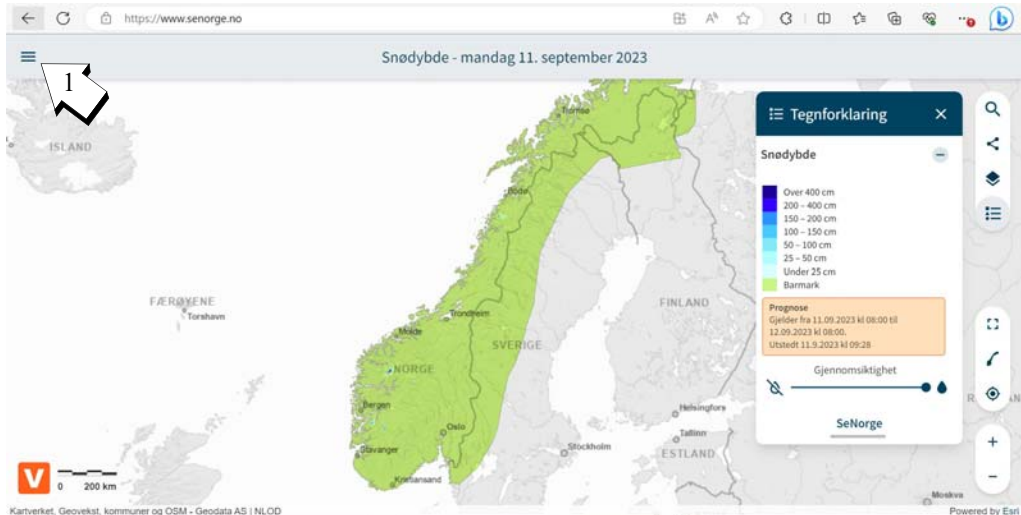 https://www.senorge.no
Snødybde - mandag 11. september 2023
1
Tegnforklaring
Snødybde
Over 400 cm
200 – 400 cm
150 – 200 cm
100 – 150 cm
50 – 100 cm
25 – 50 cm
Under 25 cm
Barmark
Prognose
Gjelder fra 11.09.2023 kl 08:00 til
12.09.2023 kl 08:00.
Utstedt 11.9.2023 kl 09:28
Gjennomsiktighet
SeNorge
ISLAND
Tromsø
Bodø
FÆRØYENE
Torshavn
Trondheim
Molde
SVERIGE
FINLAND
NORGE
Bergen
Oslo
Stavanger
Kristiansand
Stockholm
Helsingfors
Tallinn
ESTLAND
Moskva
V
0 200 km
Kartverket, Geovekst, kommuner og OSM - Geodata AS | NLOD
Powered by Esri